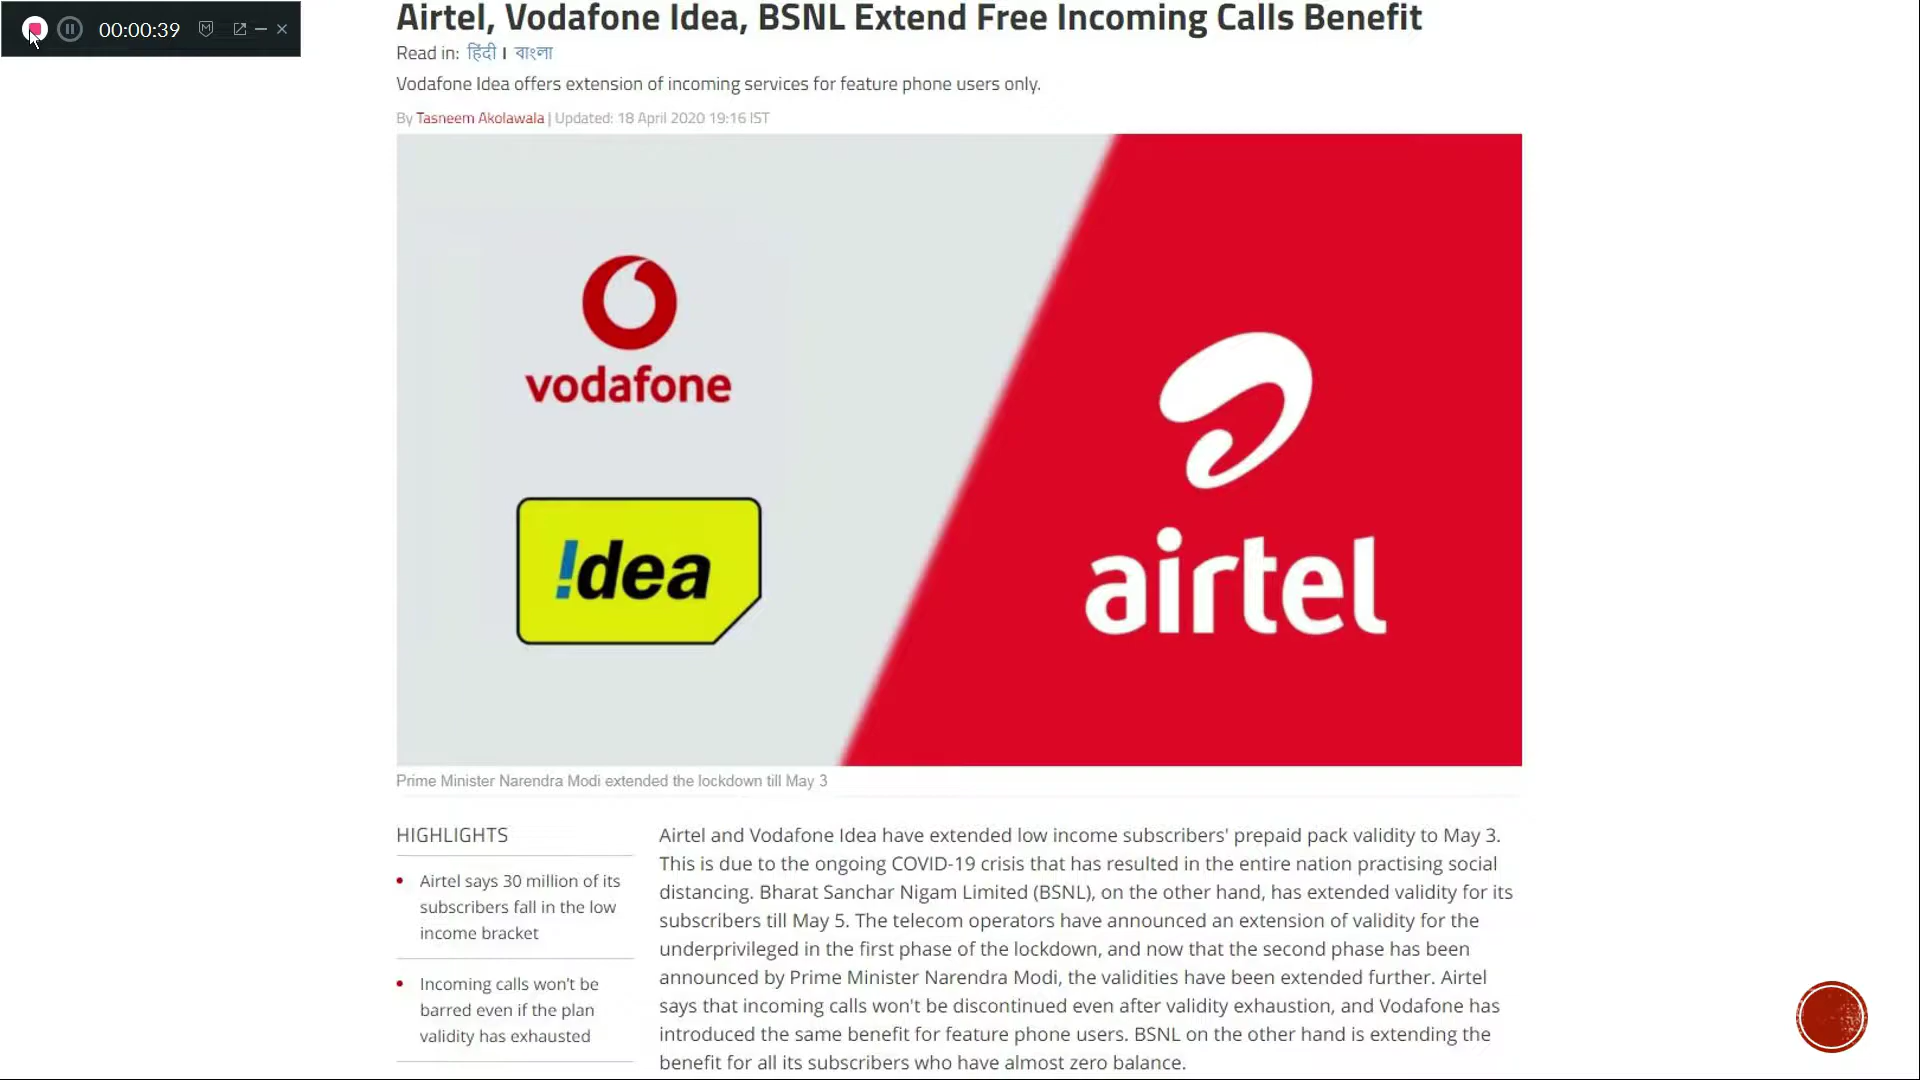 00:00:39
Airtel, Vodafone Idea, BSNL Extend Free Incoming Calls Benefit
Read in: हिंदी | বাংলা
Vodafone Idea offers extension of incoming services for feature phone users only.
By Tasneem Akolawala | Updated: 18 April 2020 19:16 IST
vodafone
!dea
airtel
Prime Minister Narendra Modi extended the lockdown till May 3
HIGHLIGHTS
Airtel says 30 million of its
subscribers fall in the low
income bracket
Incoming calls won't be
barred even if the plan
validity has exhausted
Airtel and Vodafone Idea have extended low income subscribers' prepaid pack validity to May 3.
This is due to the ongoing COVID-19 crisis that has resulted in the entire nation practising social
distancing. Bharat Sanchar Nigam Limited (BSNL), on the other hand, has extended validity for its
subscribers till May 5. The telecom operators have announced an extension of validity for the
underprivileged in the first phase of the lockdown, and now that the second phase has been
announced by Prime Minister Narendra Modi, the validities have been extended further. Airtel
says that incoming calls won't be discontinued even after validity exhaustion, and Vodafone has
introduced the same benefit for feature phone users. BSNL on the other hand is extending the
benefit for all its subscribers who have almost zero balance.